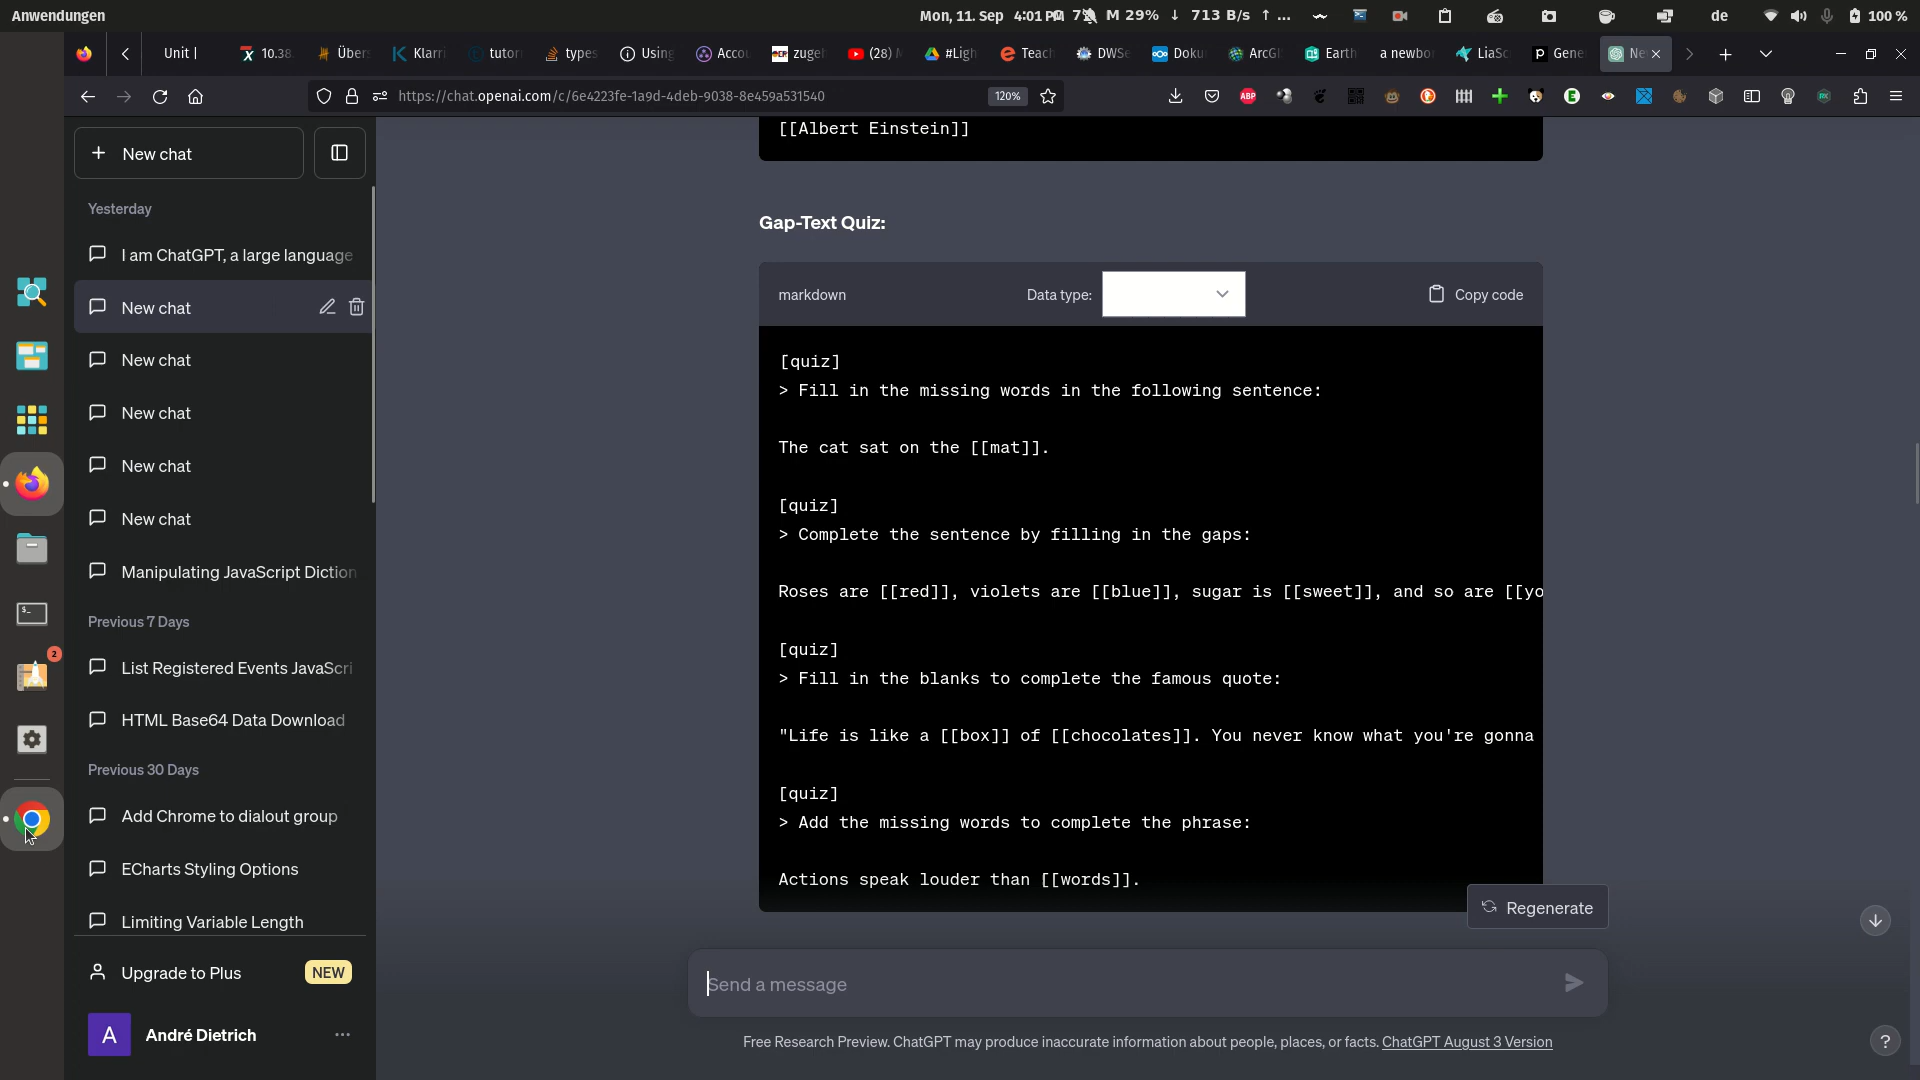 Anwendungen
Mon, 11. Sep 4:01 PM
M 29% ↓ 713 B/s ↑ ...
de
100 %
Unit |
10.38
Über
Klarri
tutor
types
Using
Accou
zugeh
(28)
#Ligh
Teach
DWSe
Doku
ArcGI
Earth
a newbo
LiaSc
Gene
Ne
https://chat.openai.com/c/6e4223fe-1a9d-4deb-9038-8e459a531540
120%
ABP
New chat
Yesterday
I am ChatGPT, a large language
New chat
New chat
New chat
New chat
New chat
Manipulating JavaScript Diction
Previous 7 Days
List Registered Events JavaScri
HTML Base64 Data Download
Previous 30 Days
Add Chrome to dialout group
ECharts Styling Options
Limiting Variable Length
Upgrade to Plus
NEW
A
André Dietrich
2
[[Albert Einstein]]
Gap-Text Quiz:
markdown
Data type:
Copy code
[quiz]
> Fill in the missing words in the following sentence:
The cat sat on the [[mat]].
[quiz]
> Complete the sentence by filling in the gaps:
Roses are [[red]], violets are [[blue]], sugar is [[sweet]], and so are [[yo
[quiz]
> Fill in the blanks to complete the famous quote:
"Life is like a [[box]] of [[chocolates]]. You never know what you're gonna
[quiz]
> Add the missing words to complete the phrase:
Actions speak louder than [[words]].
Regenerate
Send a message
Free Research Preview. ChatGPT may produce inaccurate information about people, places, or facts. ChatGPT August 3 Version
?